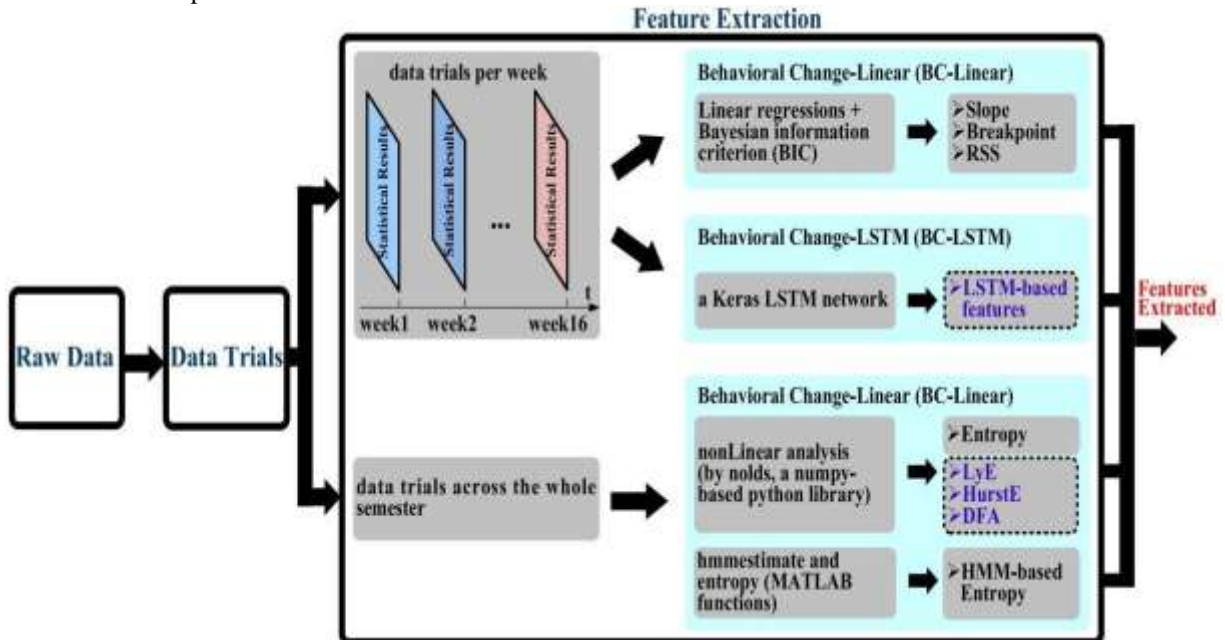 Feature Extraction
data trials per week
Statistical Results
Statistical Results
...
Statistical Results
t
week1
week2
week16
Behavioral Change-Linear (BC-Linear)
Linear regressions +
Bayesian information
criterion (BIC)
➢Slope
➢Breakpoint
➢RSS
Behavioral Change-LSTM (BC-LSTM)
a Keras LSTM network
➢LSTM-based
features
Features
Extracted
Raw Data
Data Trials
Behavioral Change-Linear (BC-Linear)
nonLinear analysis
(by nolds, a numpy-
based python library)
➢Entropy
➢LyE
➢HurstE
➢DFA
data trials across the whole
semester
hmmestimate and
entropy (MATLAB
functions)
➢HMM-based
Entropy